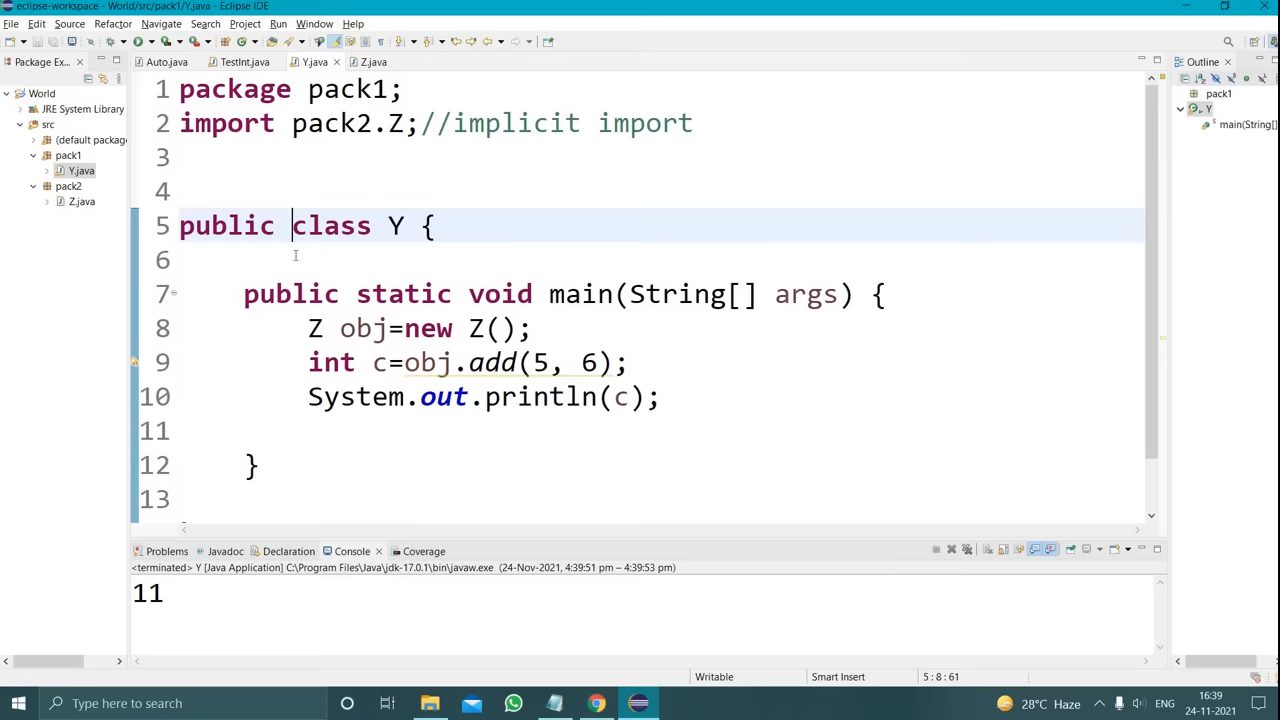 eclipse-workspace - World/src/pack1/Y.java - Eclipse IDE
File Edit Source Refactor Navigate Search Project Run Window Help
Package Ex...
Auto.java TestInt.java Y.java Z.java
Outline
World
JRE System Library
src
(default package
pack1
Y.java
pack2
Z.java
1 package pack1;
2 import pack2.Z;//implicit import
3
4
5 public class Y {
6
7 public static void main(String[] args) {
8 Z obj=new Z();
9 int c=obj.add(5, 6);
10 System.out.println(c);
11
12 }
13
pack1
Y
main(String[]
Problems Javadoc Declaration Console Coverage
<terminated> Y [Java Application] C:\Program Files\Java\jdk-17.0.1\bin\javaw.exe (24-Nov-2021, 4:39:51 pm – 4:39:53 pm)
11
Writable Smart Insert 5 : 8 : 61
Type here to search
28°C Haze
16:39
24-11-2021